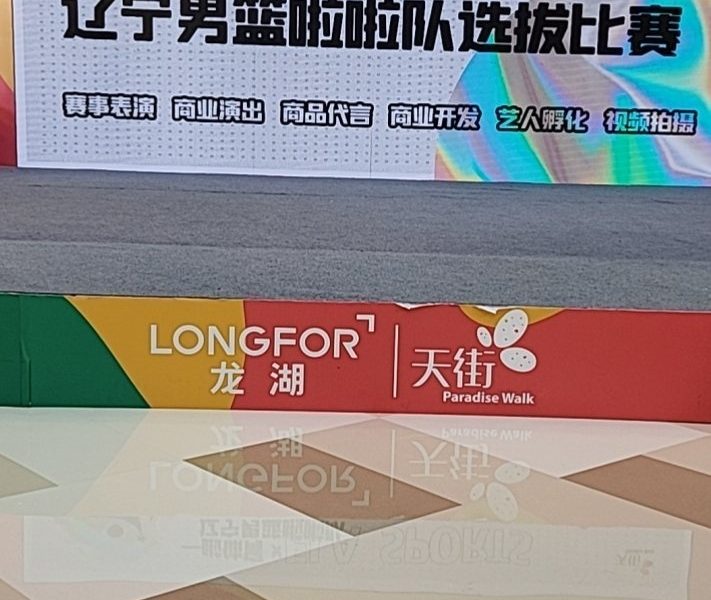 辽宁男篮啦啦队选拔比赛
赛事表演 商业演出 商品代言 商业开发 艺人孵化 视频拍摄
LONGFOR
龙湖
天街
Paradise Walk